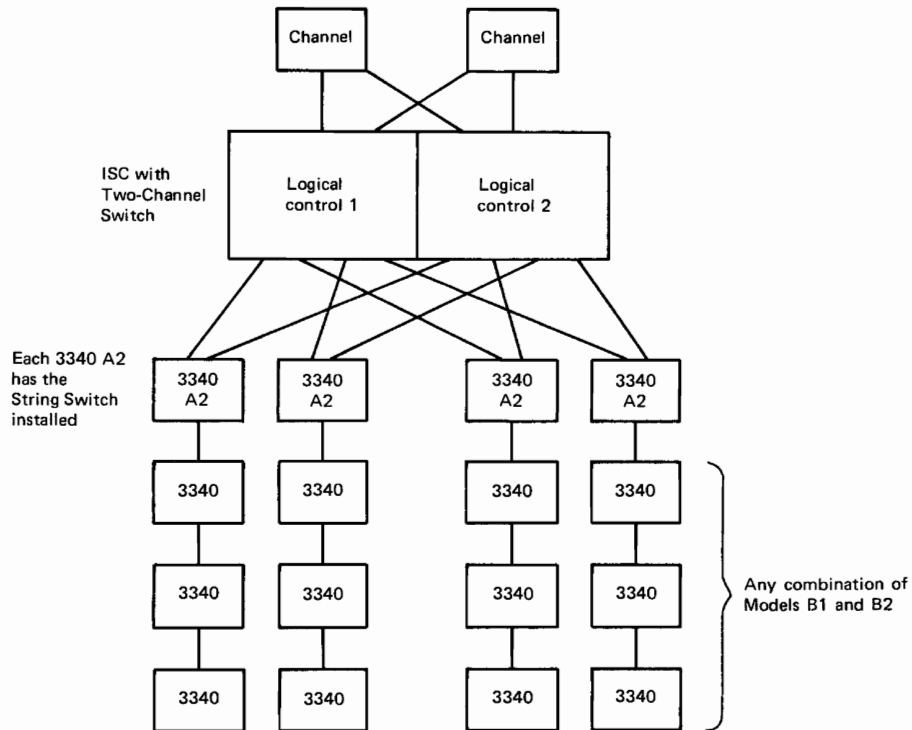 Channel
Channel
ISC with
Two-Channel
Switch
Logical
control 1
Logical
control 2
Each 3340 A2
has the
String Switch
installed
3340
A2
3340
A2
3340
A2
3340
A2
3340
3340
3340
3340
3340
3340
3340
3340
Any combination of
Models B1 and B2
3340
3340
3340
3340